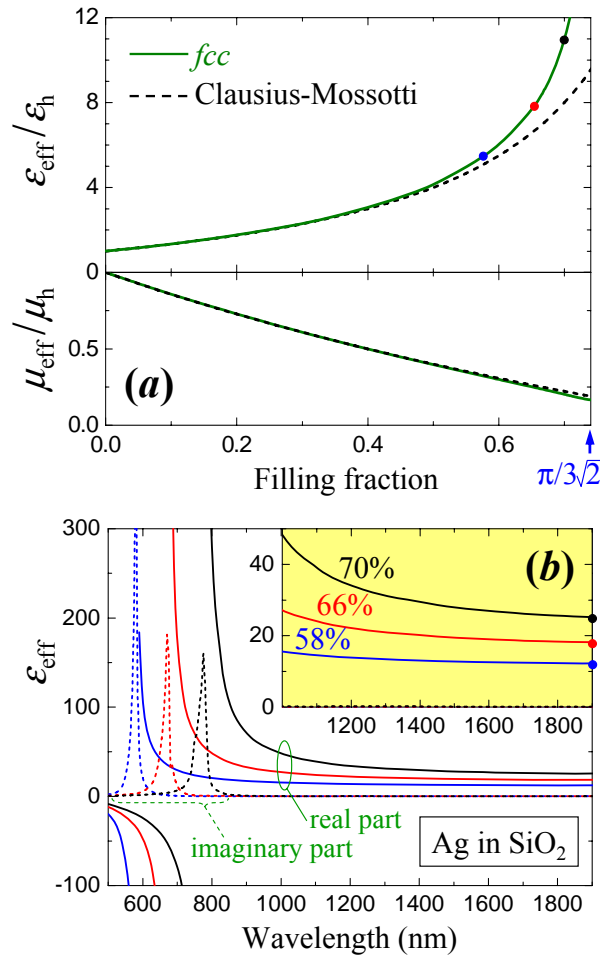 12
8
4
0
ε_eff/ε_h
fcc
Clausius-Mossotti
0.5
0.0
μ_eff/μ_h
(a)
0.0 0.2 0.4 0.6
Filling fraction
π/3√2
300
200
100
0
-100
ε_eff
40
20
0
70%
66%
58%
(b)
1200 1400 1600 1800
real part
imaginary part
Ag in SiO₂
600 800 1000 1200 1400 1600 1800
Wavelength (nm)